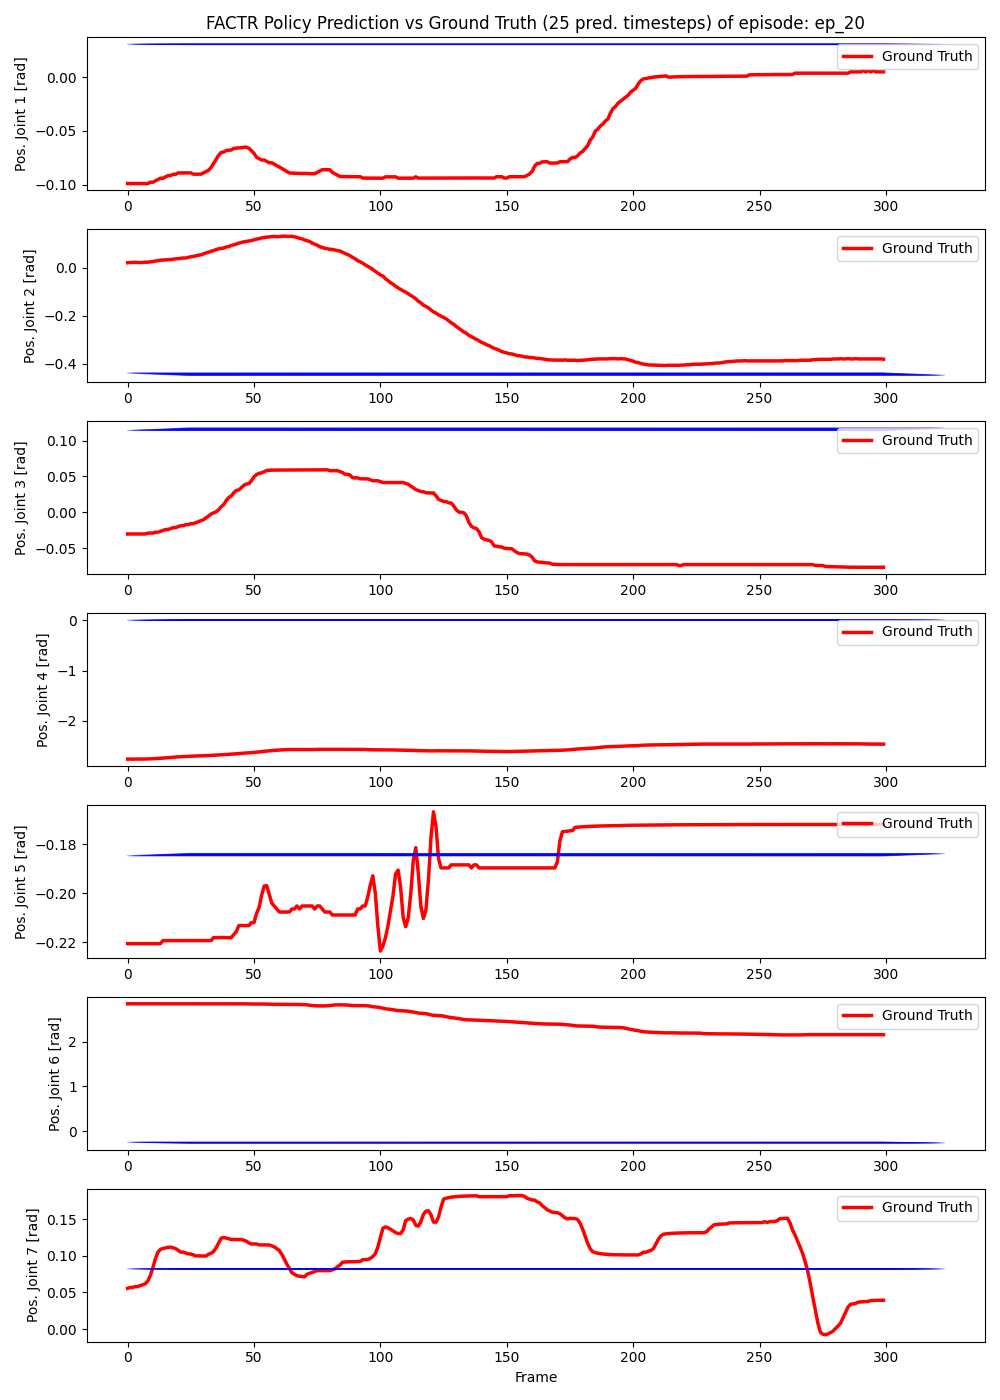 FACTR Policy Prediction vs Ground Truth (25 pred. timesteps) of episode: ep_20
Pos. Joint 1 [rad]
0.00
−0.05
−0.10
Ground Truth
0 50 100 150 200 250 300
Pos. Joint 2 [rad]
0.0
−0.2
−0.4
Ground Truth
0 50 100 150 200 250 300
Pos. Joint 3 [rad]
0.10
0.05
0.00
−0.05
Ground Truth
0 50 100 150 200 250 300
Pos. Joint 4 [rad]
0
−1
−2
Ground Truth
0 50 100 150 200 250 300
Pos. Joint 5 [rad]
−0.18
−0.20
−0.22
Ground Truth
0 50 100 150 200 250 300
Pos. Joint 6 [rad]
2
1
0
Ground Truth
0 50 100 150 200 250 300
Pos. Joint 7 [rad]
0.15
0.10
0.05
0.00
Ground Truth
0 50 100 150 200 250 300
Frame